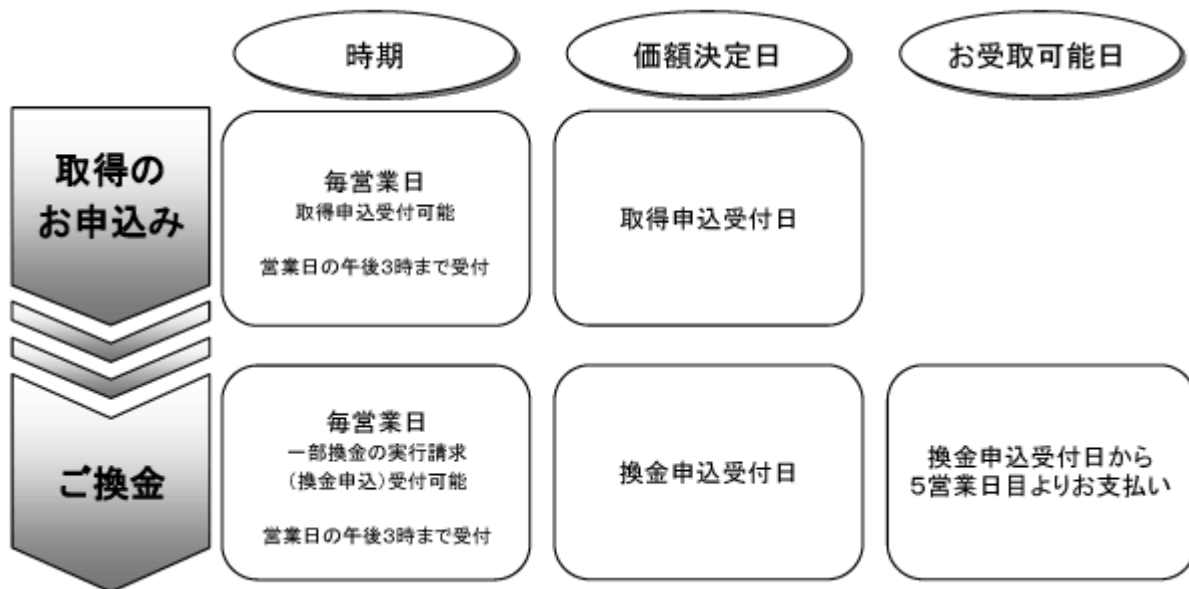 時期
価額決定日
お受取可能日
取得の
お申込み
毎営業日
取得申込受付可能
営業日の午後3時まで受付
取得申込受付日
ご換金
毎営業日
一部換金の実行請求
(換金申込)受付可能
営業日の午後3時まで受付
換金申込受付日
換金申込受付日から
5営業日目よりお支払い